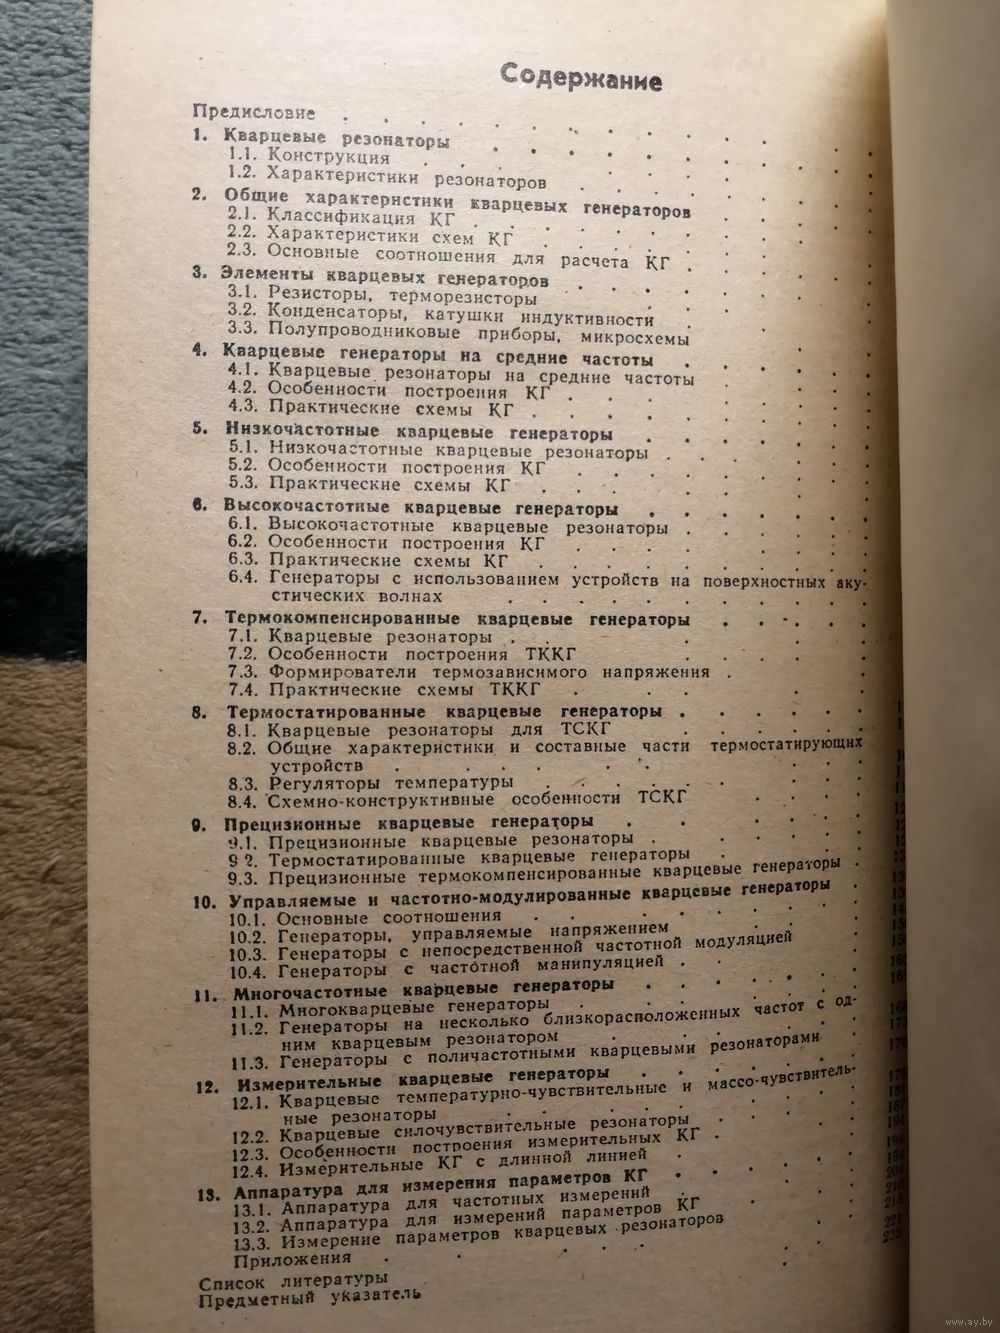 Содержание
Предисловие
1. Кварцевые резонаторы
1.1. Конструкция
1.2. Характеристики резонаторов
2. Общие характеристики кварцевых генераторов
2.1. Классификация КГ
2.2. Характеристики схем КГ
2.3. Основные соотношения для расчета КГ
3. Элементы кварцевых генераторов
3.1. Резисторы, терморезисторы
3.2. Конденсаторы, катушки индуктивности
3.3. Полупроводниковые приборы, микросхемы
4. Кварцевые генераторы на средние частоты
4.1. Кварцевые резонаторы на средние частоты
4.2. Особенности построения КГ
4.3. Практические схемы КГ
5. Низкочастотные кварцевые генераторы
5.1. Низкочастотные кварцевые резонаторы
5.2. Особенности построения КГ
5.3. Практические схемы КГ
6. Высокочастотные кварцевые генераторы
6.1. Высокочастотные кварцевые резонаторы
6.2. Особенности построения КГ
6.3. Практические схемы КГ
6.4. Генераторы с использованием устройств на поверхностных аку-
стических волнах
7. Термокомпенсированные кварцевые генераторы
7.1. Кварцевые резонаторы
7.2. Особенности построения ТККГ
7.3. Формирователи термозависимого напряжения
7.4. Практические схемы ТККГ
8. Термостатированные кварцевые генераторы
8.1. Кварцевые резонаторы для ТСКГ
8.2. Общие характеристики и составные части термостатирующих
устройств
8.3. Регуляторы температуры
8.4. Схемно-конструктивные особенности ТСКГ
9. Прецизионные кварцевые генераторы
9.1. Прецизионные кварцевые резонаторы
9.2. Термостатированные кварцевые генераторы
9.3. Прецизионные термокомпенсированные кварцевые генераторы
10. Управляемые и частотно-модулированные кварцевые генераторы
10.1. Основные соотношения
10.2. Генераторы, управляемые напряжением
10.3. Генераторы с непосредственной частотной модуляцией
10.4. Генераторы с частотной манипуляцией
11. Многочастотные кварцевые генераторы
11.1. Многокварцевые генераторы
11.2. Генераторы на несколько близкорасположенных частот с од-
ним кварцевым резонатором
11.3. Генераторы с поличастотными кварцевыми резонаторами
12. Измерительные кварцевые генераторы
12.1. Кварцевые температурно-чувствительные и массо-чувствитель-
ные резонаторы
12.2. Кварцевые силочувствительные резонаторы
12.3. Особенности построения измерительных КГ
12.4. Измерительные КГ с длинной линией
13. Аппаратура для измерения параметров КГ
13.1. Аппаратура для частотных измерений
13.2. Аппаратура для измерений параметров КГ
13.3. Измерение параметров кварцевых резонаторов
Приложения
Список литературы
Предметный указатель
www.ay.by